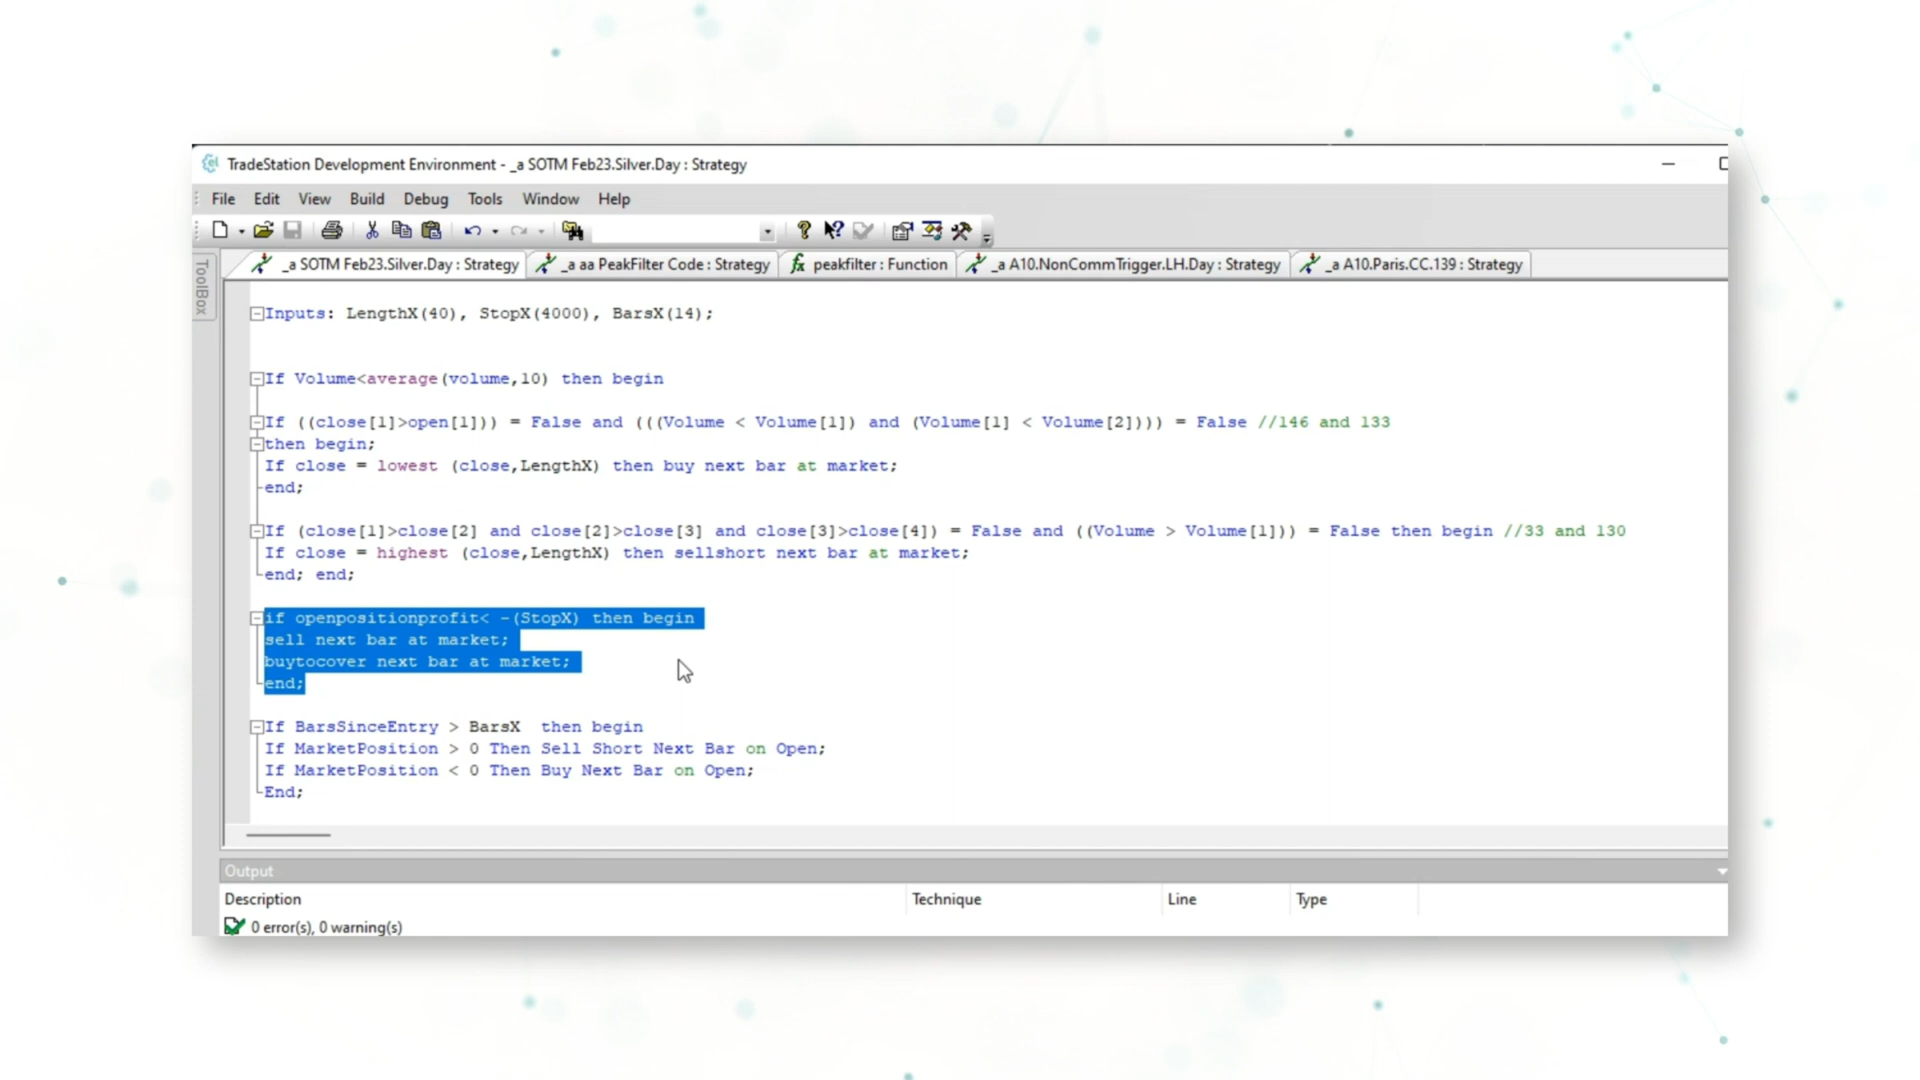 TradeStation Development Environment - _a SOTM Feb23.Silver.Day : Strategy
File Edit View Build Debug Tools Window Help
ToolBox
_a SOTM Feb23.Silver.Day : Strategy _a aa PeakFilter Code : Strategy peakfilter : Function _a A10.NonCommTrigger.LH.Day : Strategy _a A10.Paris.CC.139 : Strategy
Inputs: LengthX(40), StopX(4000), BarsX(14);
If Volume<average(volume,10) then begin
If ((close[1]>open[1])) = False and (((Volume < Volume[1]) and (Volume[1] < Volume[2]))) = False //146 and 133
then begin;
If close = lowest (close,LengthX) then buy next bar at market;
end;
If (close[1]>close[2] and close[2]>close[3] and close[3]>close[4]) = False and ((Volume > Volume[1])) = False then begin //33 and 130
If close = highest (close,LengthX) then sellshort next bar at market;
end; end;
if openpositionprofit< -(StopX) then begin
sell next bar at market;
buytocover next bar at market;
end;
If BarsSinceEntry > BarsX then begin
If MarketPosition > 0 Then Sell Short Next Bar on Open;
If MarketPosition < 0 Then Buy Next Bar on Open;
End;
Output
Description Technique Line Type
0 error(s), 0 warning(s)